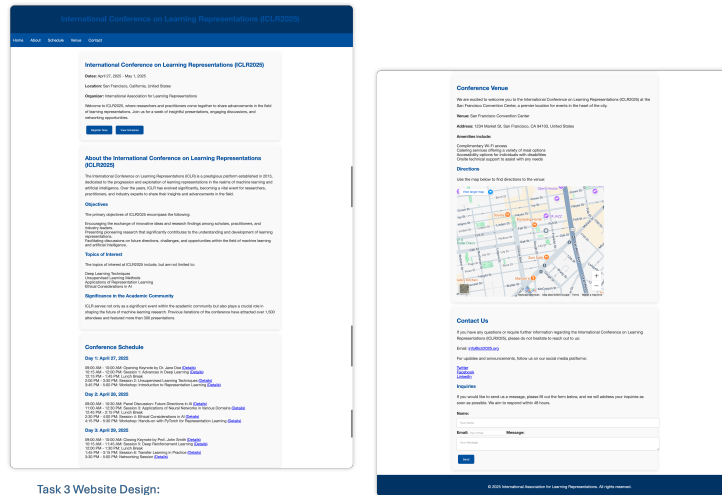 International Conference on Learning Representations (ICLR2025)
Home About Schedule Venue Contact
International Conference on Learning Representations (ICLR2025)
Dates: April 27, 2025 - May 1, 2025
Location: San Francisco, California, United States
Organizer: International Association for Learning Representations
Welcome to ICLR2025, where researchers and practitioners come together to share advancements in the field
of learning representations. Join us for a week of insightful presentations, engaging discussions, and
networking opportunities.
Register Now View Schedule
About the International Conference on Learning Representations
(ICLR2025)
The International Conference on Learning Representations (ICLR) is a prestigious platform established in 2013,
dedicated to the progression and exploration of learning representations in the realms of machine learning and
artificial intelligence. Over the years, ICLR has evolved significantly, becoming a vital event for researchers,
practitioners, and industry experts to share their insights and advancements in the field.
Objectives
The primary objectives of ICLR2025 encompass the following:
Encouraging the exchange of innovative ideas and research findings among scholars, practitioners, and
industry leaders.
Presenting pioneering research that significantly contributes to the understanding and development of learning
representations.
Facilitating discussions on future directions, challenges, and opportunities within the field of machine learning
and artificial intelligence.
Topics of Interest
The topics of interest at ICLR2025 include, but are not limited to:
Deep Learning Techniques
Unsupervised Learning Methods
Applications of Representation Learning
Ethical Considerations in AI
Significance in the Academic Community
ICLR serves not only as a significant event within the academic community but also plays a crucial role in
shaping the future of machine learning research. Previous iterations of the conference have attracted over 1,500
attendees and featured more than 300 presentations.
Conference Schedule
Day 1: April 27, 2025
09:00 AM - 10:00 AM: Opening Keynote by Dr. Jane Doe (Details)
10:15 AM - 12:00 PM: Session 1: Advances in Deep Learning (Details)
12:15 PM - 1:45 PM: Lunch Break
2:00 PM - 3:30 PM: Session 2: Unsupervised Learning Techniques (Details)
3:45 PM - 5:00 PM: Workshop: Introduction to Representation Learning (Details)
Day 2: April 28, 2025
09:00 AM - 10:30 AM: Panel Discussion: Future Directions in AI (Details)
11:00 AM - 12:30 PM: Session 3: Applications of Neural Networks in Various Domains (Details)
12:45 PM - 2:15 PM: Lunch Break
2:30 PM - 4:00 PM: Session 4: Ethical Considerations in AI (Details)
4:15 PM - 5:30 PM: Workshop: Hands-on with PyTorch for Representation Learning (Details)
Day 3: April 29, 2025
09:00 AM - 10:00 AM: Closing Keynote by Prof. John Smith (Details)
10:15 AM - 11:45 AM: Session 5: Deep Reinforcement Learning (Details)
12:00 PM - 1:30 PM: Lunch Break
1:45 PM - 3:15 PM: Session 6: Transfer Learning in Practice (Details)
3:30 PM - 5:00 PM: Networking Session (Details)
Task 3 Website Design:
Conference Venue
We are excited to welcome you to the International Conference on Learning Representations (ICLR2025) at the
San Francisco Convention Center, a premier location for events in the heart of the city.
Venue: San Francisco Convention Center
Address: 1234 Market St, San Francisco, CA 94103, United States
Amenities include:
Complimentary Wi-Fi access
Catering services offering a variety of meal options
Accessibility options for individuals with disabilities
Onsite technical support to assist with any needs
Directions
Use the map below to find directions to the venue:
View larger map
Contact Us
If you have any questions or require further information regarding the International Conference on Learning
Representations (ICLR2025), please do not hesitate to reach out to us:
Email: info@iclr2025.org
For updates and announcements, follow us on our social media platforms:
Twitter
Facebook
LinkedIn
Inquiries
If you would like to send us a message, please fill out the form below, and we will address your inquiries as
soon as possible. We aim to respond within 48 hours.
Name:
Your Name
Email: Your Email Message:
Your Message
Send
© 2025 International Association for Learning Representations. All rights reserved.